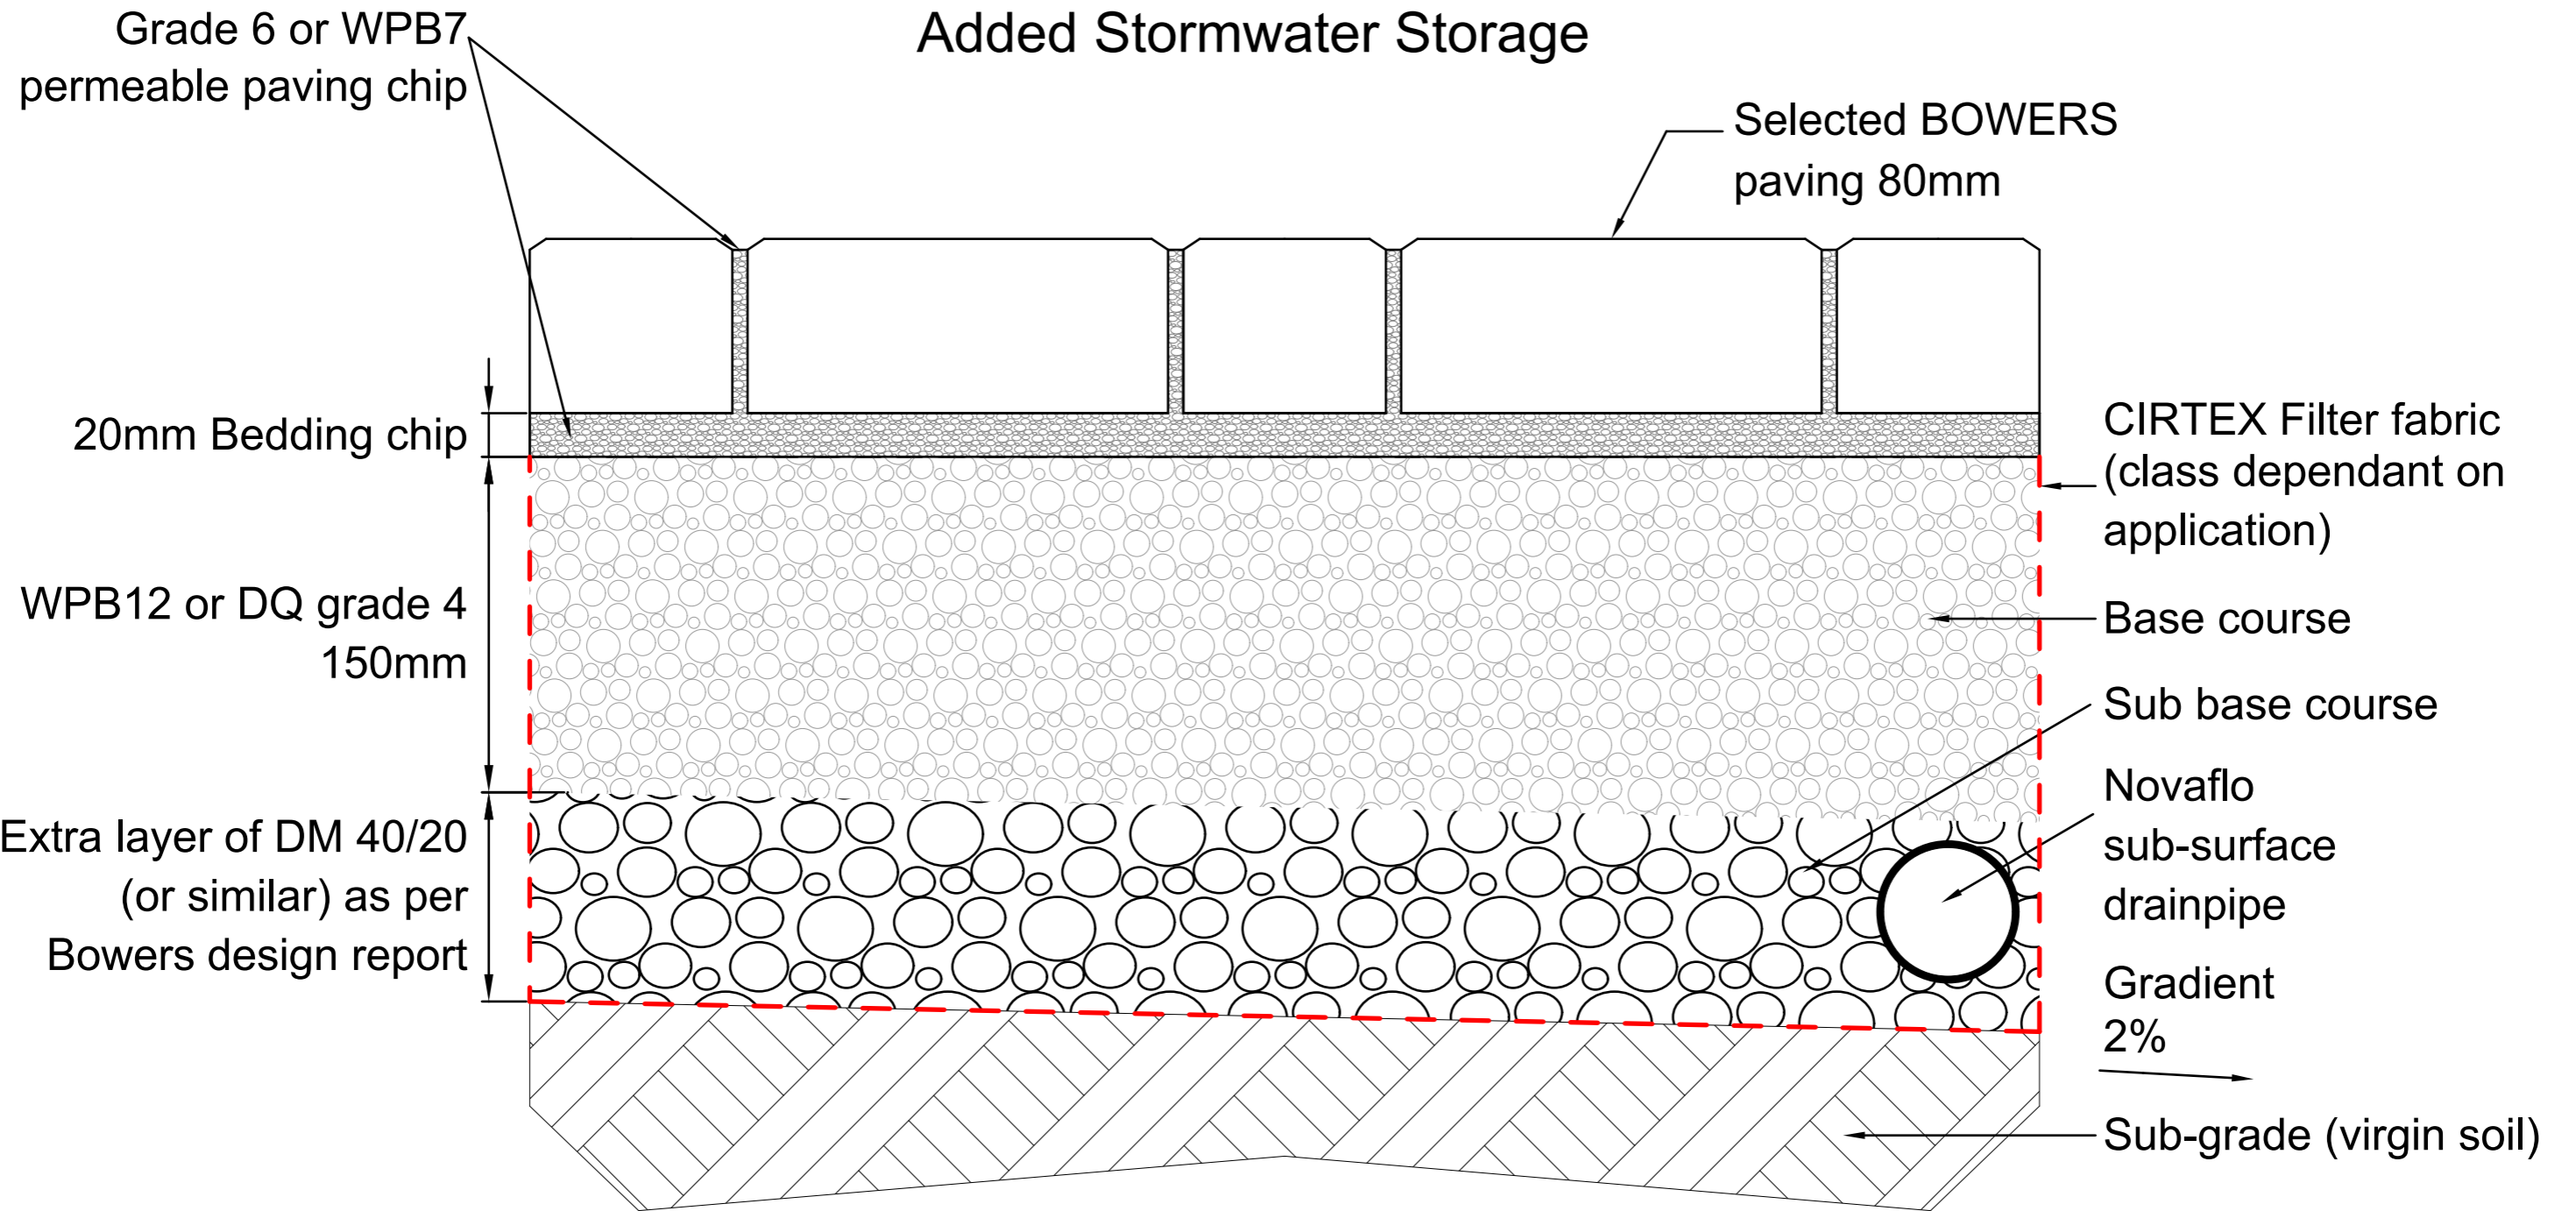 Added Stormwater Storage
Grade 6 or WPB7
permeable paving chip
Selected BOWERS
paving 80mm
20mm Bedding chip
WPB12 or DQ grade 4
150mm
Extra layer of DM 40/20
(or similar) as per
Bowers design report
CIRTEX Filter fabric
(class dependant on
application)
Base course
Sub base course
Novaflo
sub-surface
drainpipe
Gradient
2%
Sub-grade (virgin soil)